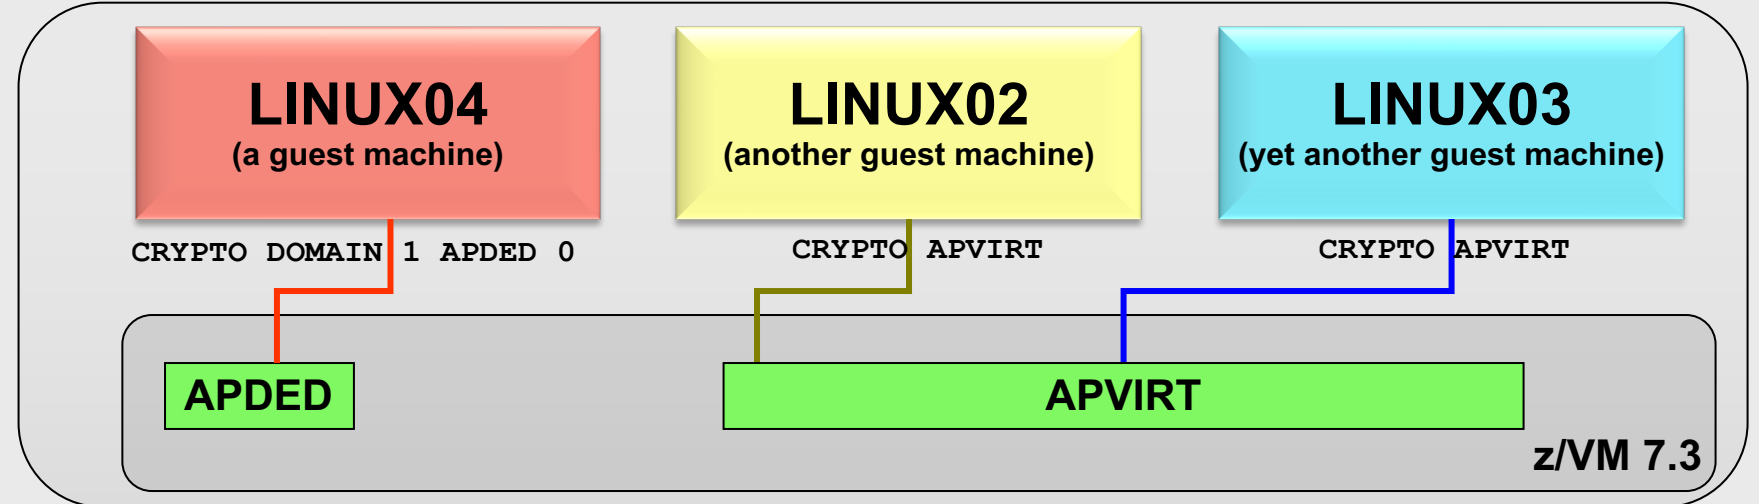 LINUX04
(a guest machine)
LINUX02
(another guest machine)
LINUX03
(yet another guest machine)
CRYPTO DOMAIN 1 APDED 0
CRYPTO APVIRT
CRYPTO APVIRT
APDED
APVIRT
z/VM 7.3